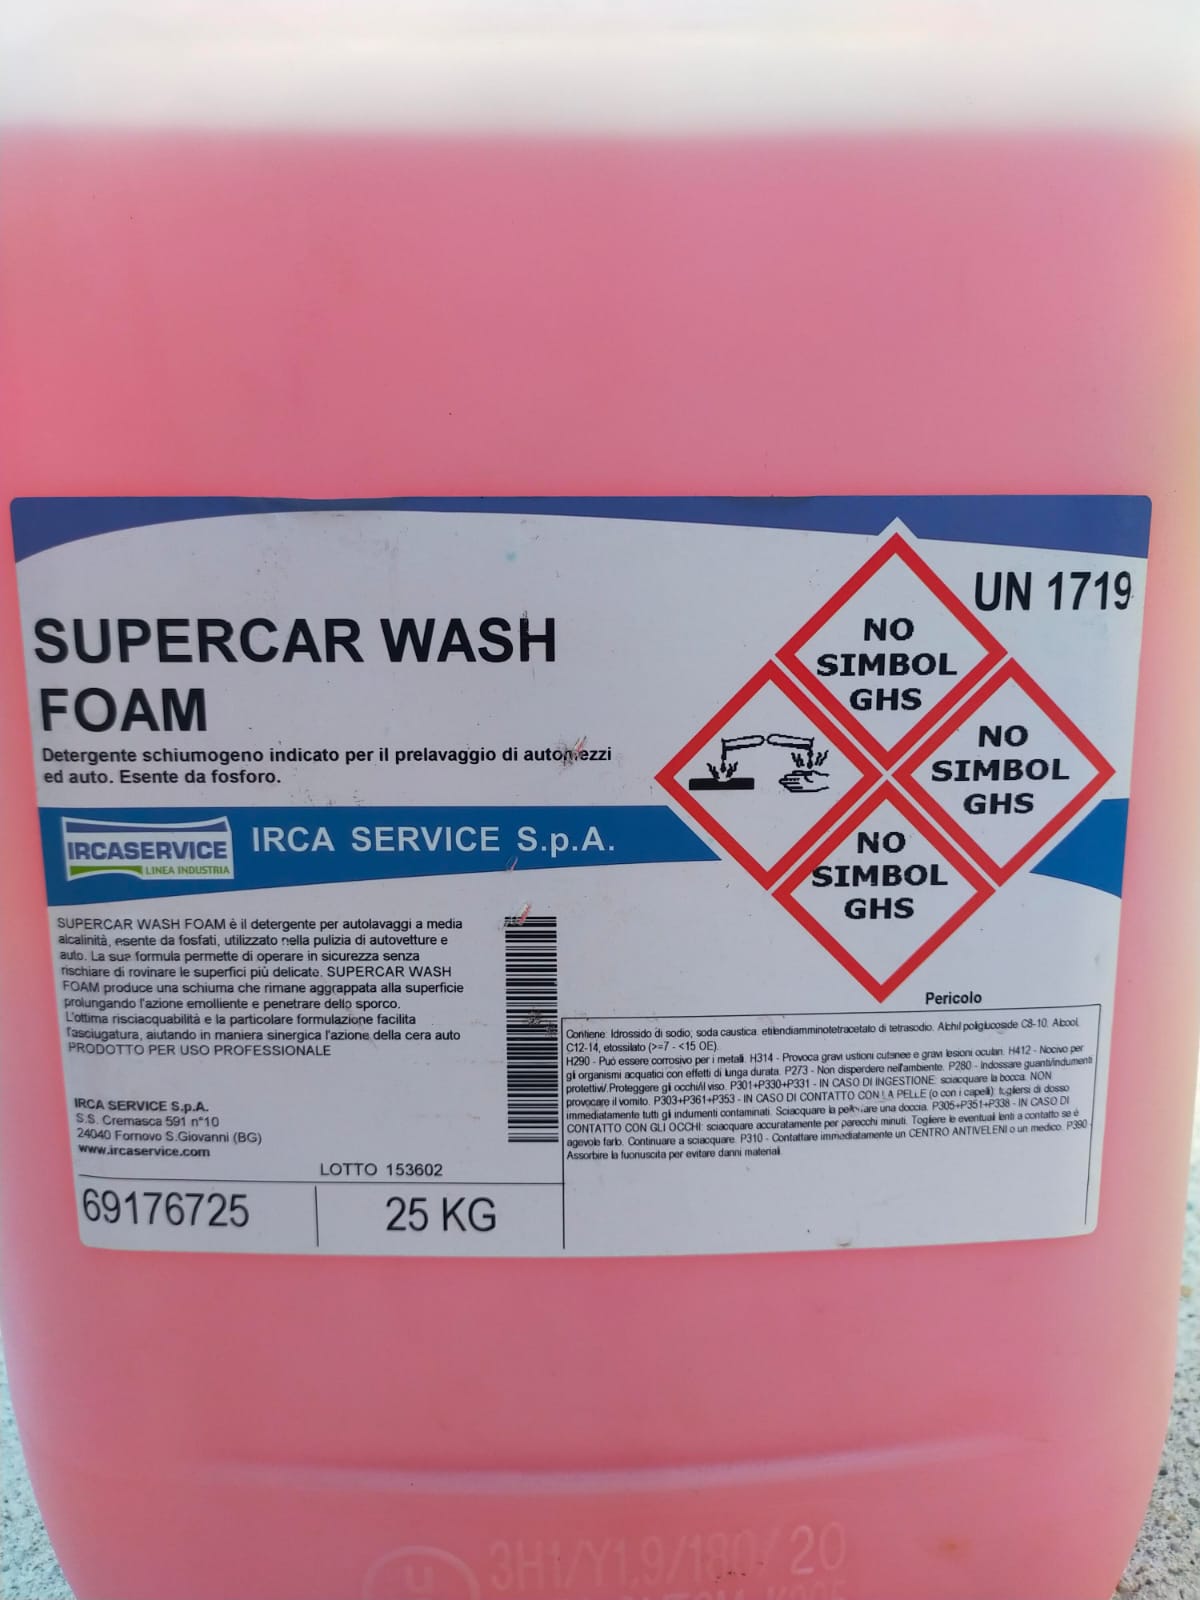 UN 1719
SUPERCAR WASH
FOAM
Detergente schiumogeno indicato per il prelavaggio di automezzi
ed auto. Esente da fosforo.
NO
SIMBOL
GHS
NO
SIMBOL
GHS
NO
SIMBOL
GHS
IRCASERVICE
LINEA INDUSTRIA
IRCA SERVICE S.p.A.
SUPERCAR WASH FOAM è il detergente per autolavaggi a media
alcalinità, esente da fosfati, utilizzato nella pulizia di autovetture e
auto. La sua formula permette di operare in sicurezza senza
rischiare di rovinare le superfici più delicate. SUPERCAR WASH
FOAM produce una schiuma che rimane aggrappata alla superficie
prolungando l'azione emolliente e penetrare dello sporco.
L'ottima risciacquabilità e la particolare formulazione facilita
l'asciugatura, aiutando in maniera sinergica l'azione della cera auto
PRODOTTO PER USO PROFESSIONALE
Pericolo
Contiene: Idrossido di sodio; soda caustica. etilendiamminotetracetato di tetrasodio. Alchil poliglucoside C8-10. Alcool,
C12-14, etossilato (>=7 - <15 OE).
H290 - Può essere corrosivo per i metalli. H314 - Provoca gravi ustioni cutanee e gravi lesioni oculari. H412 - Nocivo per
gli organismi acquatici con effetti di lunga durata. P273 - Non disperdere nell'ambiente. P280 - Indossare guanti/indumenti
protettivi/.Proteggere gli occhi/il viso. P301+P330+P331 - IN CASO DI INGESTIONE: sciacquare la bocca. NON
provocare il vomito. P303+P361+P353 - IN CASO DI CONTATTO CON LA PELLE (o con i capelli): togliersi di dosso
immediatamente tutti gli indumenti contaminati. Sciacquare la pelle/fare una doccia. P305+P351+P338 - IN CASO DI
CONTATTO CON GLI OCCHI: sciacquare accuratamente per parecchi minuti. Togliere le eventuali lenti a contatto se è
agevole farlo. Continuare a sciacquare. P310 - Contattare immediatamente un CENTRO ANTIVELENI o un medico. P390 -
Assorbire la fuoriuscita per evitare danni materiali.
IRCA SERVICE S.p.A.
S.S. Cremasca 591 n°10
24040 Fornovo S.Giovanni (BG)
www.ircaservice.com
LOTTO 153602
69176725
25 KG
3H1/Y1.9/180/20